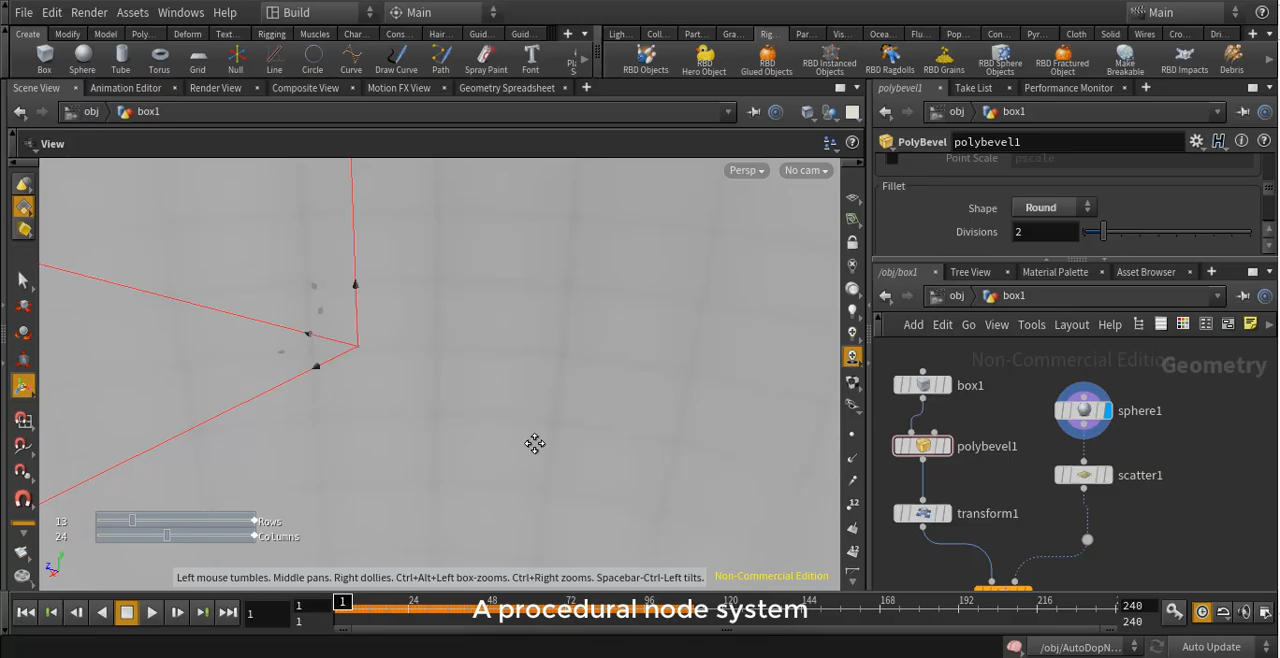 File Edit Render Assets Windows Help Build Main Main
Create Modify Model Poly... Deform Text... Rigging Muscles Char... Cons... Hair... Guid... Guid... Ligh... Coll... Part... Gra... Rig... Par... Vis... Ocea... Flu... Pop... Con... Pyr... Cloth Solid Wires Cro... Dri...
Box Sphere Tube Torus Grid Null Line Circle Curve Draw Curve Path Spray Paint Font RBD Objects RBD Hero Object RBD Glued Objects RBD Instanced Objects RBD Ragdolls RBD Grains RBD Sphere Objects RBD Fractured Object Make Breakable RBD Impacts Debris
Scene View Animation Editor Render View Composite View Motion FX View Geometry Spreadsheet polybevel1 Take List Performance Monitor
obj box1 obj box1
View PolyBevel polybevel1
Point Scale pscale
Persp No cam
Fillet
Shape Round
Divisions 2
/obj/box1 Tree View Material Palette Asset Browser
obj box1
Add Edit Go View Tools Layout Help
Non-Commercial Edition Geometry
box1
sphere1
polybevel1
scatter1
transform1
13 Rows
24 Columns
Left mouse tumbles. Middle pans. Right dollies. Ctrl+Alt+Left box-zooms. Ctrl+Right zooms. Spacebar-Ctrl-Left tilts. Non-Commercial Edition
1 1 1 1 24 48 72 96 120 144 168 192 216 240 240
A procedural node system
/obj/AutoDopN... Auto Update